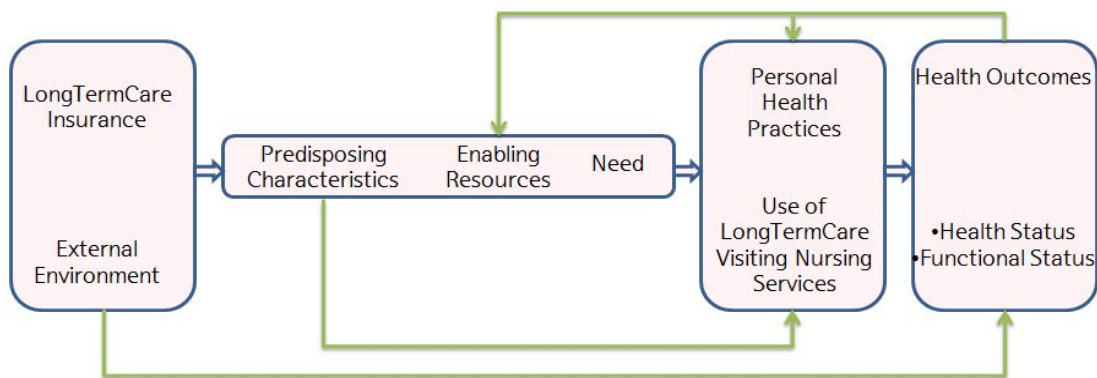 LongTermCare
Insurance
External
Environment
Predisposing
Characteristics
Enabling
Resources
Need
Personal
Health
Practices
Use of
LongTermCare
Visiting Nursing
Services
Health Outcomes
•Health Status
•Functional Status